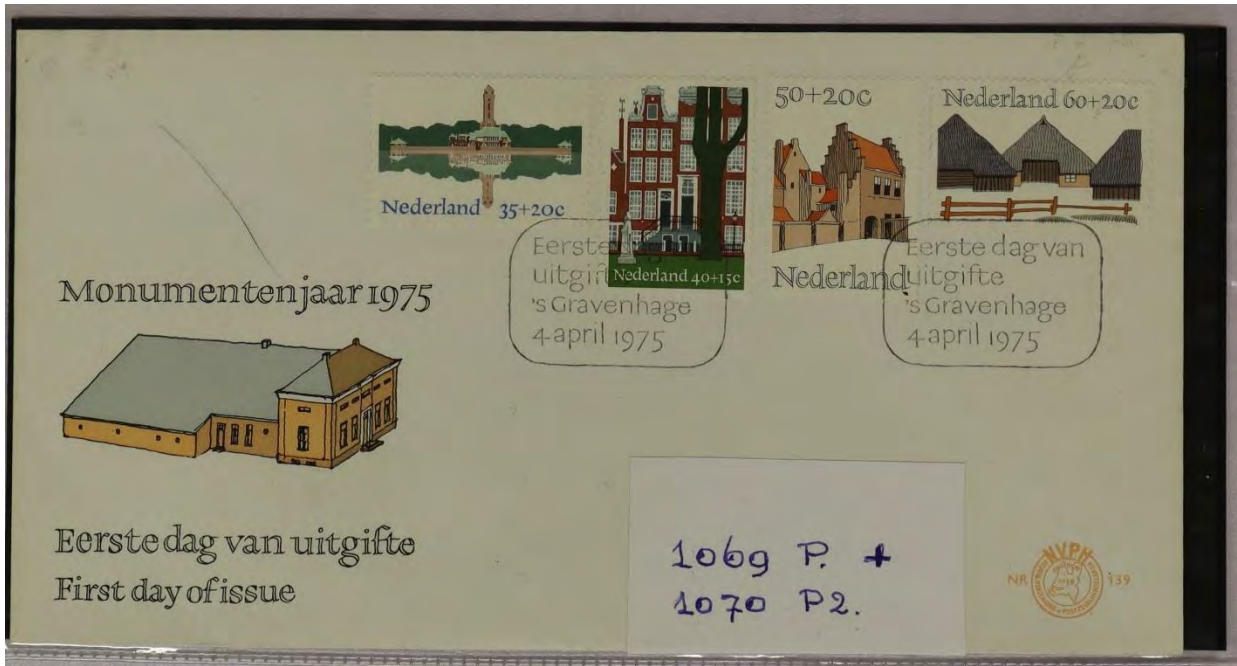 Nederland 35+20c
Nederland 40+15c
50+20c
Nederland
Nederland 60+20c
Eerste dag
uitgift
's Gravenhage
4 april 1975
Eerste dag van
uitgifte
's Gravenhage
4 april 1975
Monumentenjaar 1975
Eerste dag van uitgifte
First day of issue
1069 P. +
1070 P2.
NR 139
NVPH